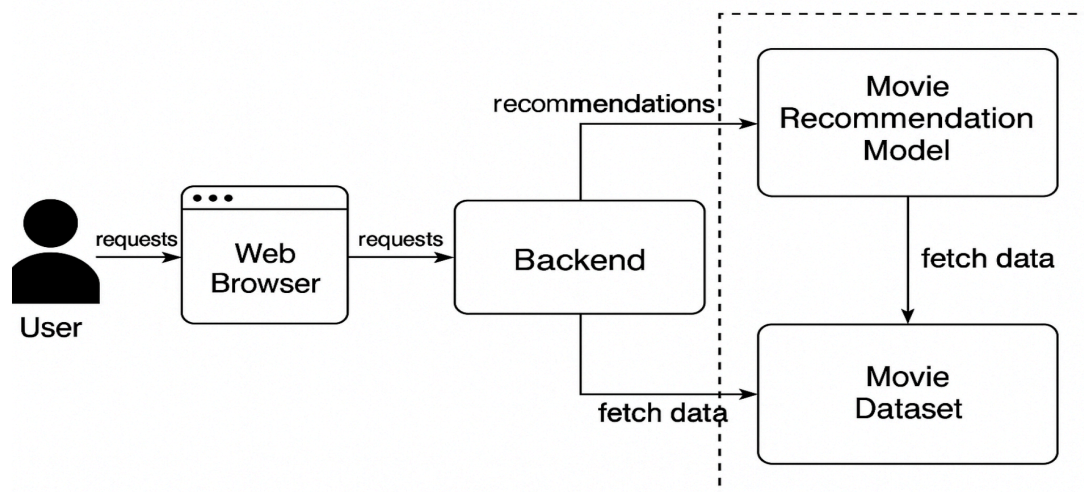 recommendations
Movie
Recommendation
Model
requests
Web
Browser
requests
Backend
User
fetch data
fetch data
Movie
Dataset